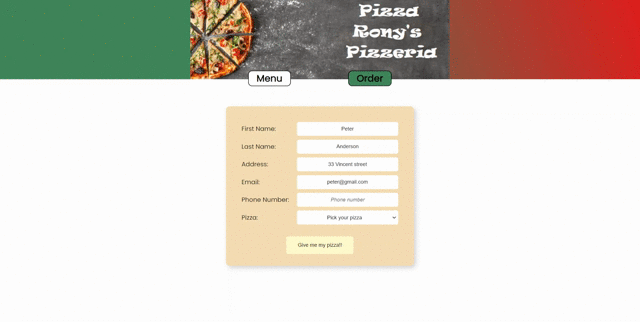 Pizza
Rony's
Pizzeria
Menu
Order
First Name: Peter
Last Name: Anderson
Address: 33 Vincent street
Email: peter@gmail.com
Phone Number: Phone number
Pizza: Pick your pizza
Give me my pizza!!